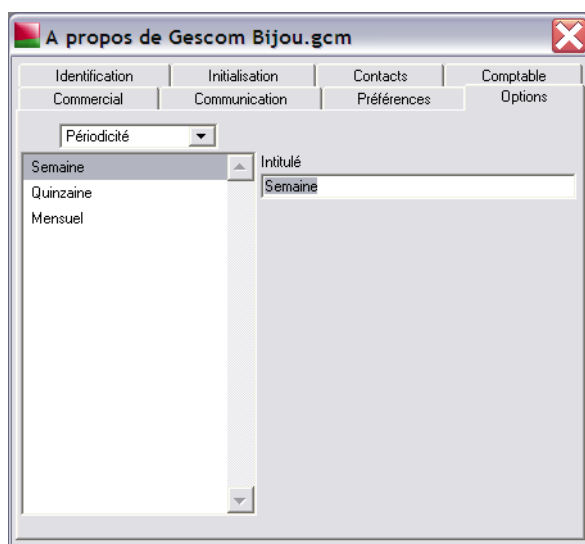 A propos de Gescom Bijou.gcm
Identification Initialisation Contacts Comptable
Commercial Communication Préférences Options
Périodicité
Semaine
Quinzaine
Mensuel
Intitulé
Semaine